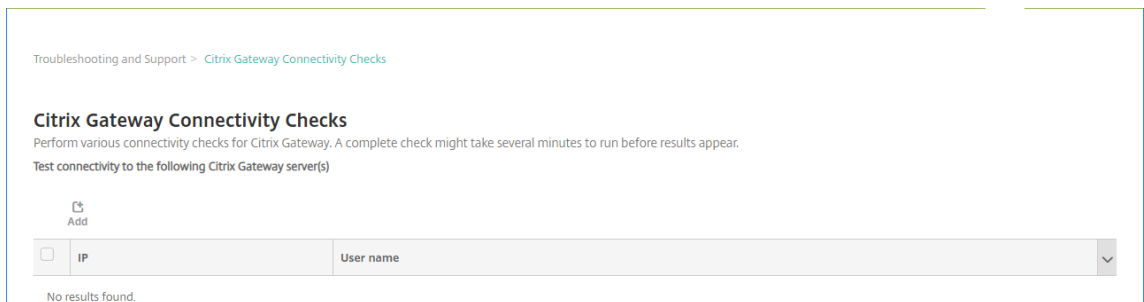 Troubleshooting and Support > Citrix Gateway Connectivity Checks
Citrix Gateway Connectivity Checks
Perform various connectivity checks for Citrix Gateway. A complete check might take several minutes to run before results appear.
Test connectivity to the following Citrix Gateway server(s)
Add
IP User name
No results found.